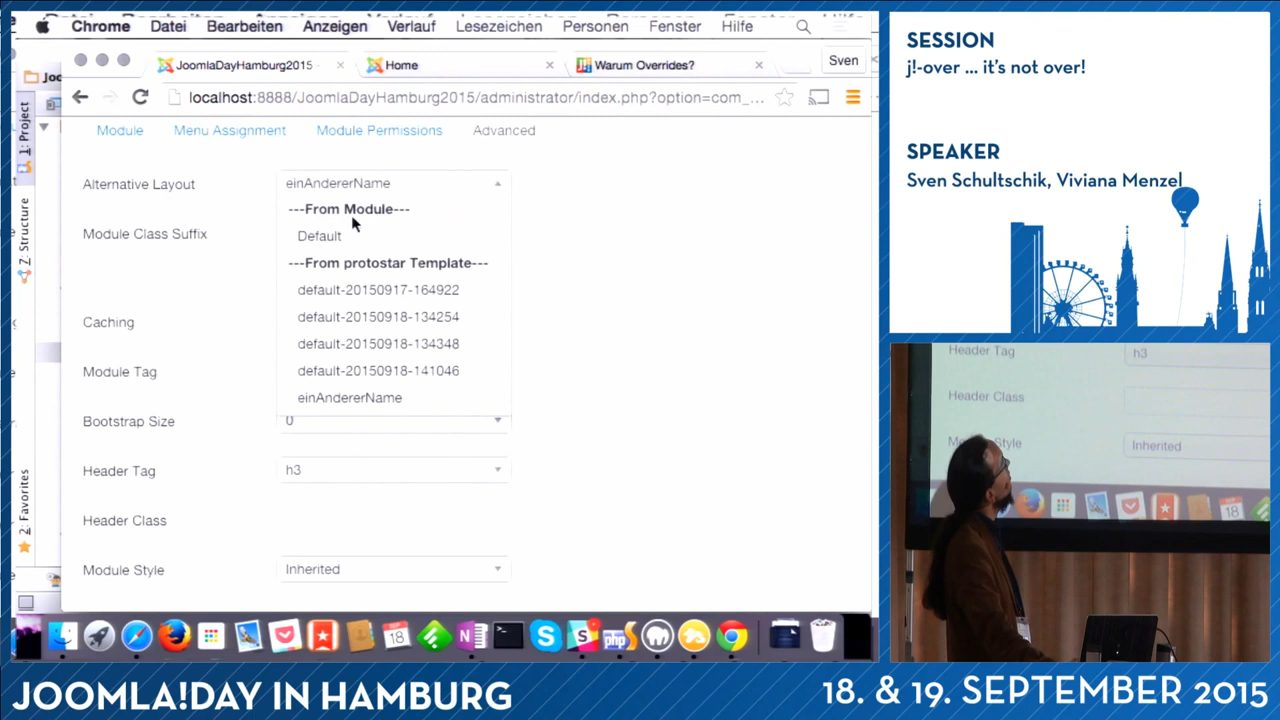 Chrome Datei Bearbeiten Anzeigen Verlauf Lesezeichen Personen Fenster Hilfe
JoomlaDayHamburg2015
Home
Warum Overrides?
Sven
localhost:8888/JoomlaDayHamburg2015/administrator/index.php?option=com_...
1: Project
Z: Structure
2: Favorites
Module Menu Assignment Module Permissions Advanced
Alternative Layout
einAndererName
---From Module---
Default
---From protostar Template---
default-20150917-164922
default-20150918-134254
default-20150918-134348
default-20150918-141046
einAndererName
Module Class Suffix
Caching
Module Tag
Bootstrap Size
0
Header Tag
h3
Header Class
Module Style
Inherited
18
php
SESSION
j!-over ... it's not over!
SPEAKER
Sven Schultschik, Viviana Menzel
Header Tag
h3
Header Class
Style
Inherited
18
JOOMLA!DAY IN HAMBURG
18. & 19. SEPTEMBER 2015